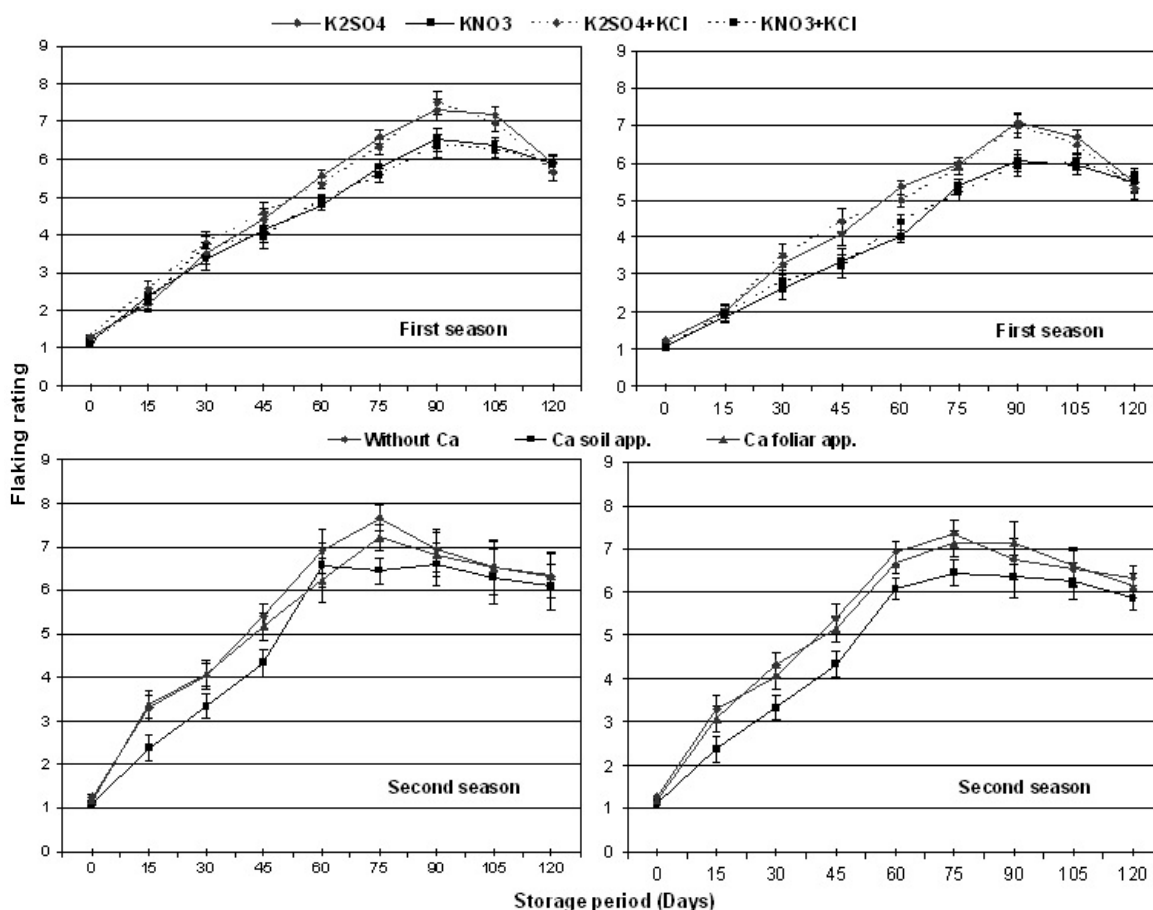 K2SO4 KNO3 K2SO4+KCl KNO3+KCl
9 8 7 6 5 4 3 2 1 0
First season
0 15 30 45 60 75 90 105 120
9 8 7 6 5 4 3 2 1 0
First season
0 15 30 45 60 75 90 105 120
Flaking rating
Without Ca Ca soil app. Ca foliar app.
9 8 7 6 5 4 3 2 1 0
Second season
0 15 30 45 60 75 90 105 120
9 8 7 6 5 4 3 2 1 0
Second season
0 15 30 45 60 75 90 105 120
Storage period (Days)